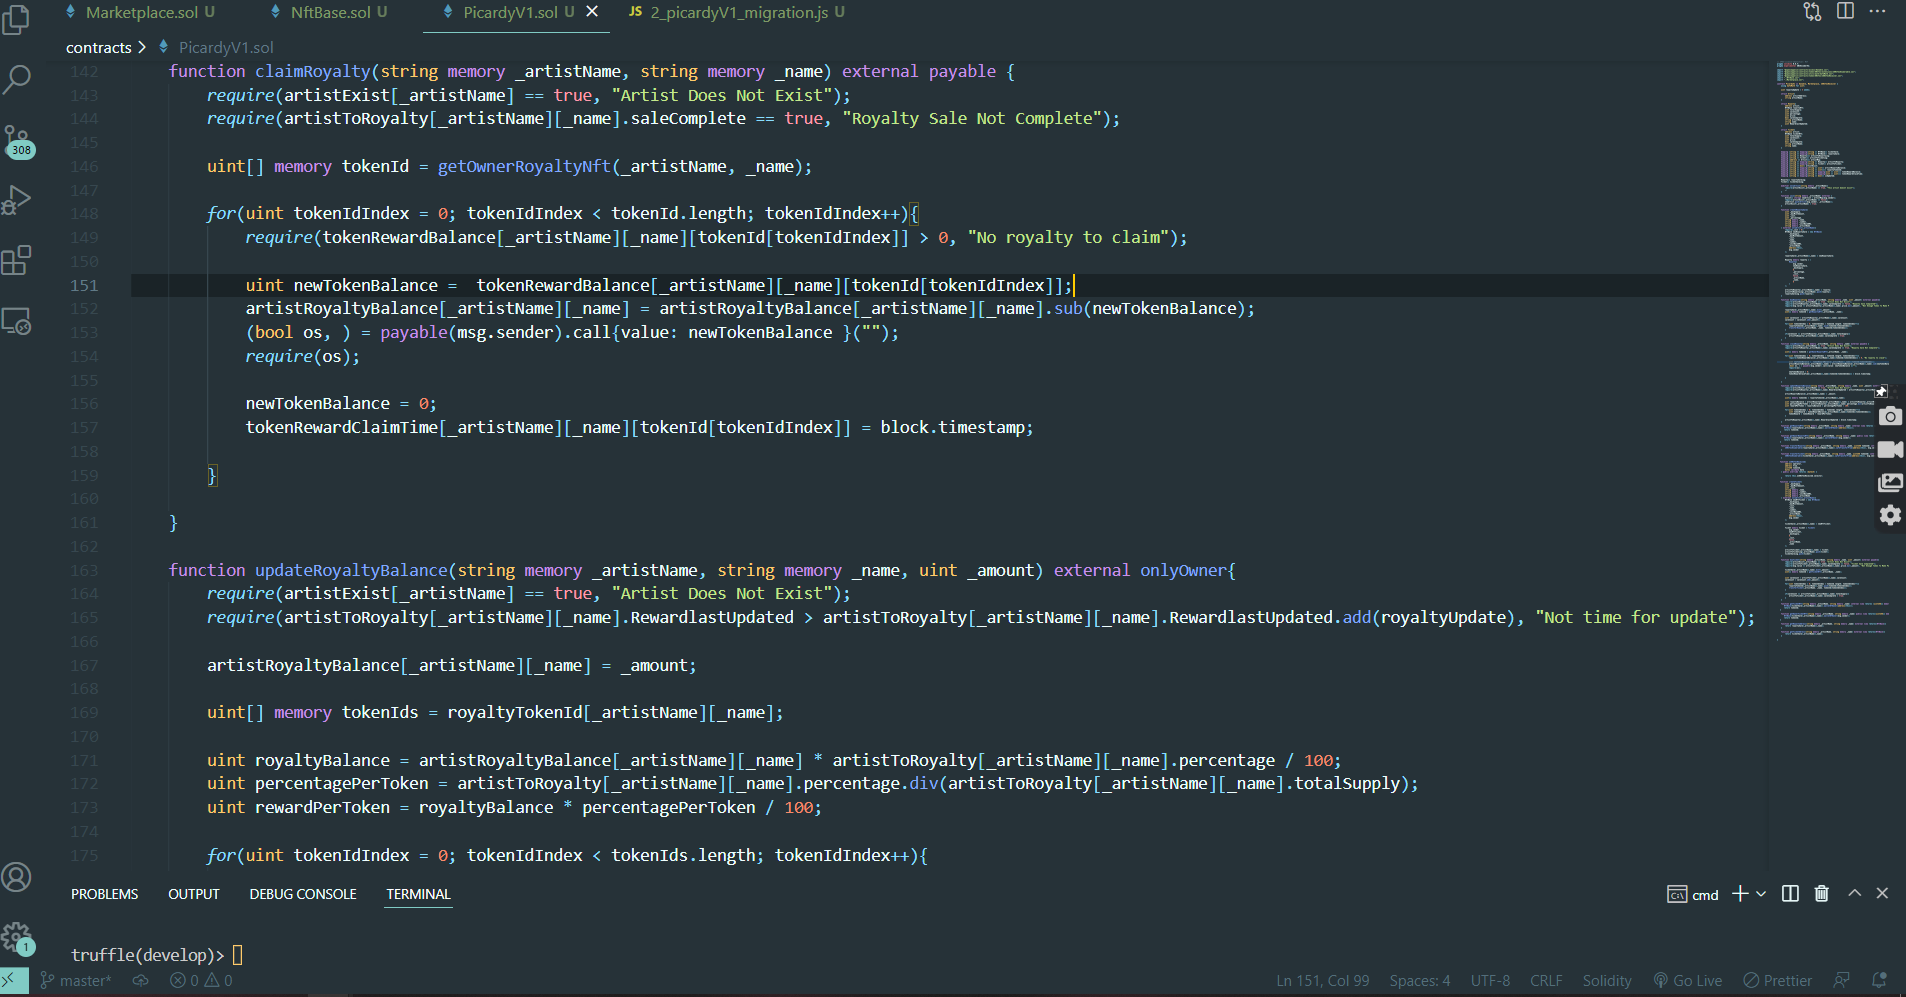 Marketplace.sol U NftBase.sol U PicardyV1.sol U JS 2_picardyV1_migration.js U
contracts > PicardyV1.sol
142 function claimRoyalty(string memory _artistName, string memory _name) external payable {
143 require(artistExist[_artistName] == true, "Artist Does Not Exist");
144 require(artistToRoyalty[_artistName][_name].saleComplete == true, "Royalty Sale Not Complete");
145
146 uint[] memory tokenId = getOwnerRoyaltyNft(_artistName, _name);
147
148 for(uint tokenIdIndex = 0; tokenIdIndex < tokenId.length; tokenIdIndex++){
149 require(tokenRewardBalance[_artistName][_name][tokenId[tokenIdIndex]] > 0, "No royalty to claim");
150
151 uint newTokenBalance =  tokenRewardBalance[_artistName][_name][tokenId[tokenIdIndex]];
152 artistRoyaltyBalance[_artistName][_name] = artistRoyaltyBalance[_artistName][_name].sub(newTokenBalance);
153 (bool os, ) = payable(msg.sender).call{value: newTokenBalance }("");
154 require(os);
155
156 newTokenBalance = 0;
157 tokenRewardClaimTime[_artistName][_name][tokenId[tokenIdIndex]] = block.timestamp;
158
159 }
160
161 }
162
163 function updateRoyaltyBalance(string memory _artistName, string memory _name, uint _amount) external onlyOwner{
164 require(artistExist[_artistName] == true, "Artist Does Not Exist");
165 require(artistToRoyalty[_artistName][_name].RewardlastUpdated > artistToRoyalty[_artistName][_name].RewardlastUpdated.add(royaltyUpdate), "Not time for update");
166
167 artistRoyaltyBalance[_artistName][_name] = _amount;
168
169 uint[] memory tokenIds = royaltyTokenId[_artistName][_name];
170
171 uint royaltyBalance = artistRoyaltyBalance[_artistName][_name] * artistToRoyalty[_artistName][_name].percentage / 100;
172 uint percentagePerToken = artistToRoyalty[_artistName][_name].percentage.div(artistToRoyalty[_artistName][_name].totalSupply);
173 uint rewardPerToken = royaltyBalance * percentagePerToken / 100;
174
175 for(uint tokenIdIndex = 0; tokenIdIndex < tokenIds.length; tokenIdIndex++){
308
PROBLEMS OUTPUT DEBUG CONSOLE TERMINAL cmd
truffle(develop)>
1
master* 0 0 Ln 151, Col 99 Spaces: 4 UTF-8 CRLF Solidity Go Live Prettier